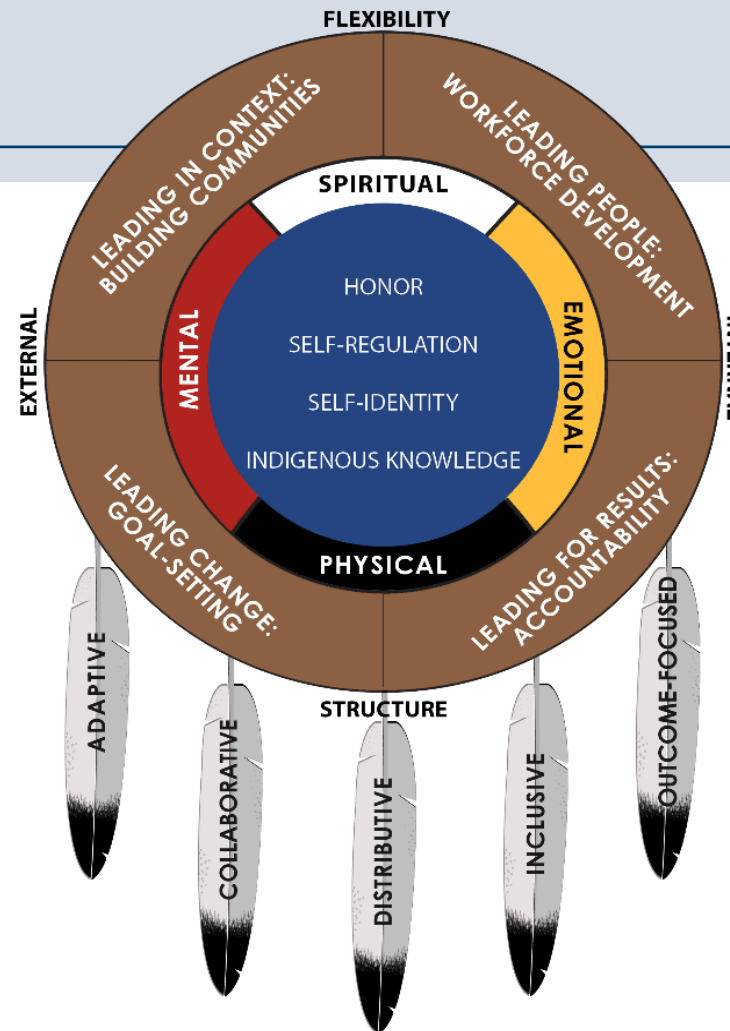 FLEXIBILITY
LEADING IN CONTEXT:
BUILDING COMMUNITIES
LEADING PEOPLE:
WORKFORCE DEVELOPMENT
SPIRITUAL
EXTERNAL
MENTAL
HONOR
SELF-REGULATION
SELF-IDENTITY
INDIGENOUS KNOWLEDGE
EMOTIONAL
PHYSICAL
LEADING CHANGE:
GOAL-SETTING
LEADING FOR RESULTS:
ACCOUNTABILITY
STRUCTURE
ADAPTIVE
COLLABORATIVE
DISTRIBUTIVE
INCLUSIVE
OUTCOME-FOCUSED